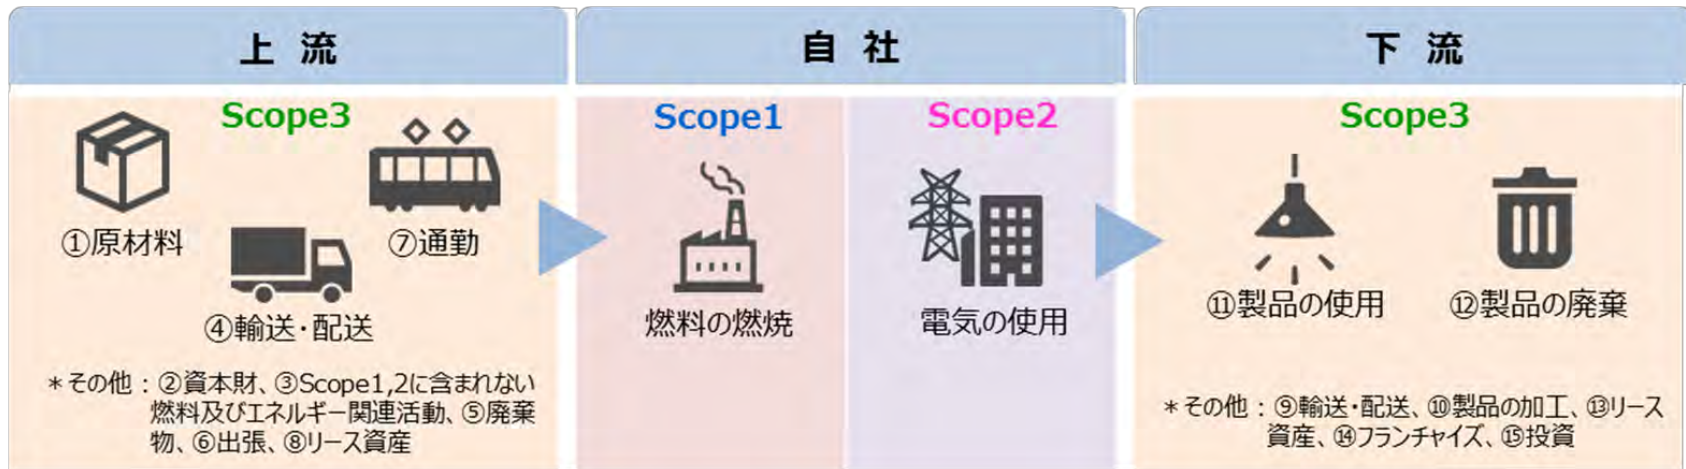 上 流
Scope3
①原材料
⑦通勤
④輸送・配送
＊その他：②資本財、③Scope1,2に含まれない
燃料及びエネルギー関連活動、⑤廃棄
物、⑥出張、⑧リース資産
自 社
Scope1
燃料の燃焼
Scope2
電気の使用
下 流
Scope3
⑪製品の使用
⑫製品の廃棄
＊その他：⑨輸送・配送、⑩製品の加工、⑬リース
資産、⑭フランチャイズ、⑮投資